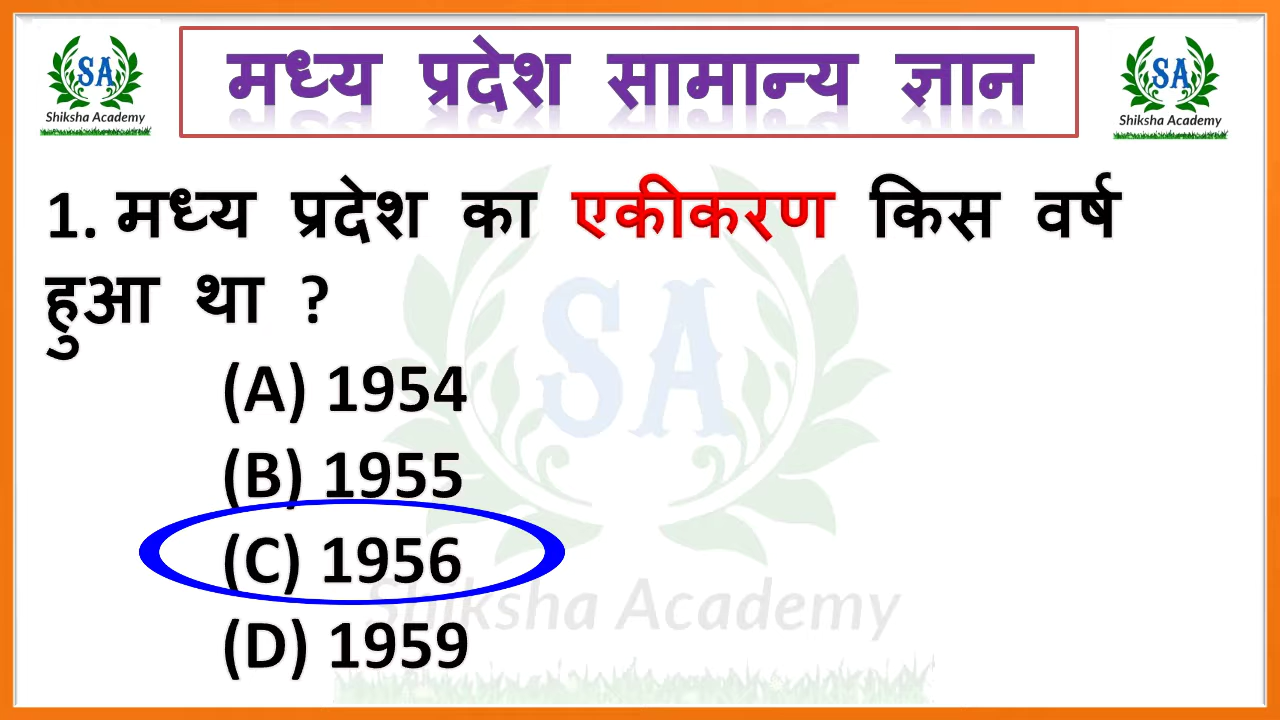 SA
Shiksha Academy
मध्य प्रदेश सामान्य ज्ञान
SA
Shiksha Academy
1. मध्य प्रदेश का एकीकरण किस वर्ष
हुआ था ?
(A) 1954
(B) 1955
(C) 1956
(D) 1959
SA
Shiksha Academy